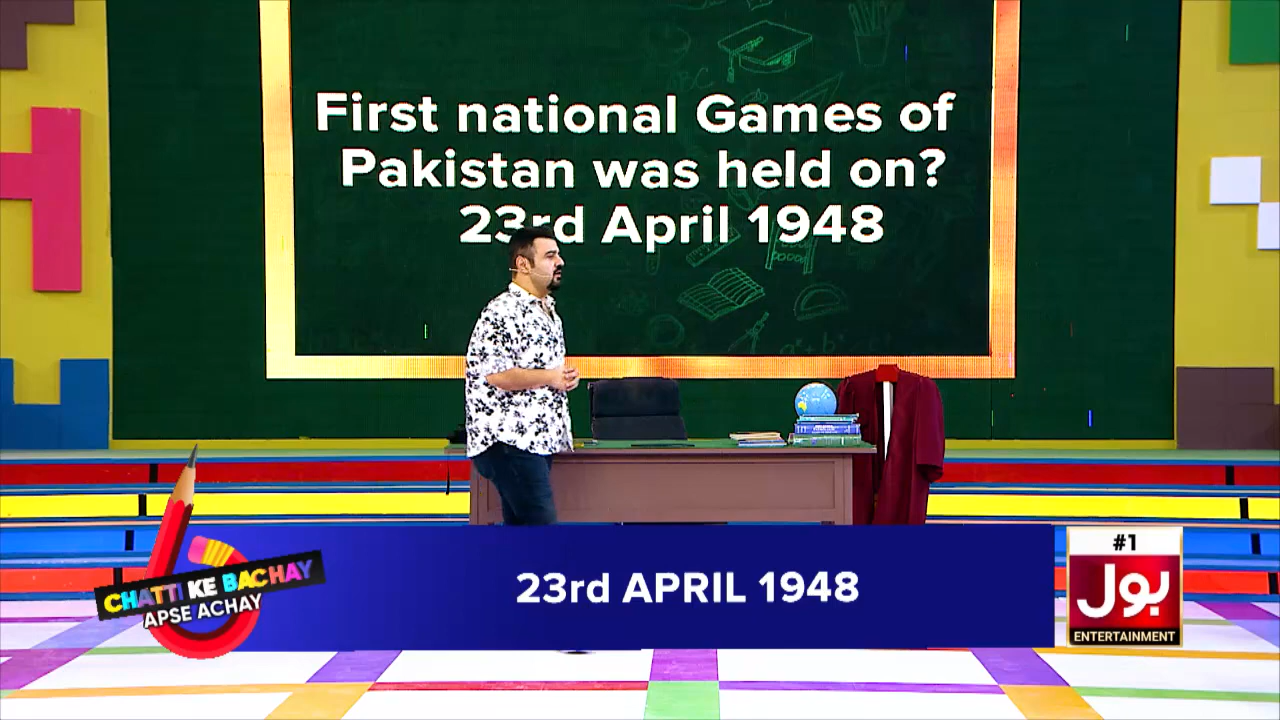 First national Games of
Pakistan was held on?
23rd April 1948
CHATTI KE BACHAY
APSE ACHAY
23rd APRIL 1948
#1
بول
ENTERTAINMENT